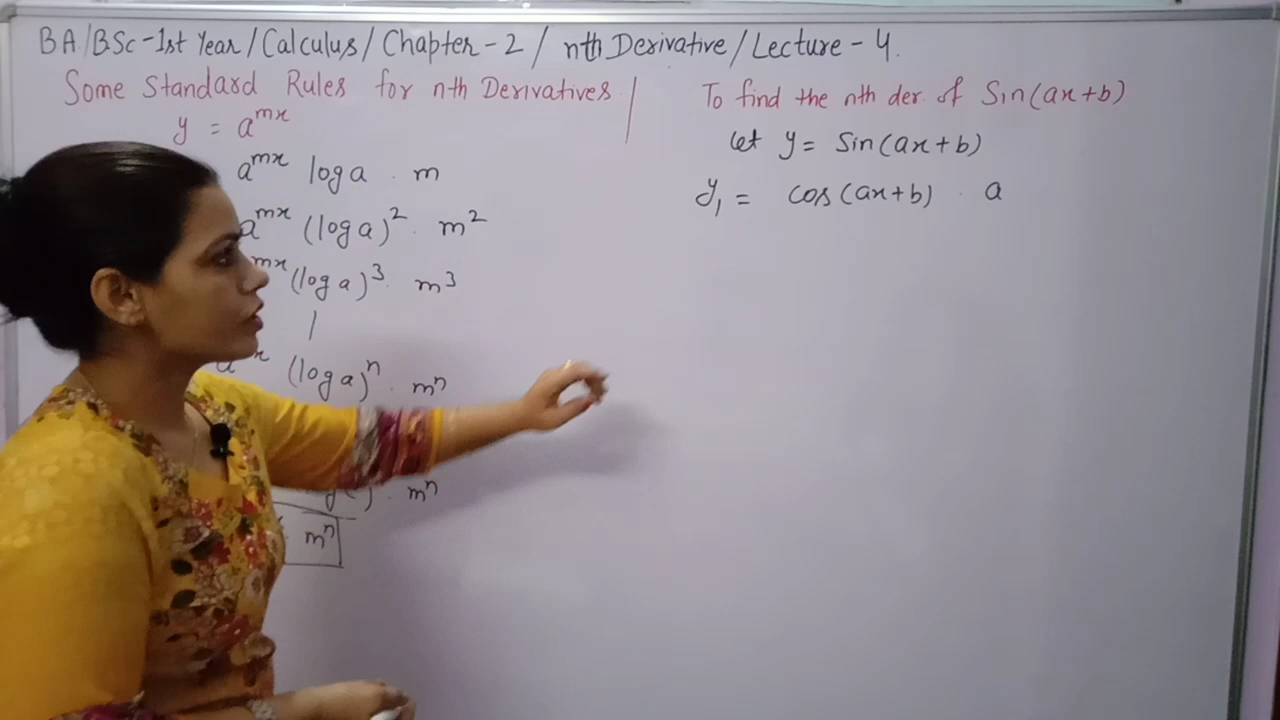 BA/BSc-1st Year/Calculus/Chapter-2/nth Derivative/Lecture-4.
Some Standard Rules for nth Derivatives
y = a^{mx}
a^{mx} log a . m
a^{mx} (log a)^2 . m^2
^{mx} (log a)^3 . m^3
|
(log a)^n . m^n
. m^n
. m^n
To find the nth der. of Sin(ax+b)
let y = Sin(ax+b)
y_1 = cos(ax+b) . a